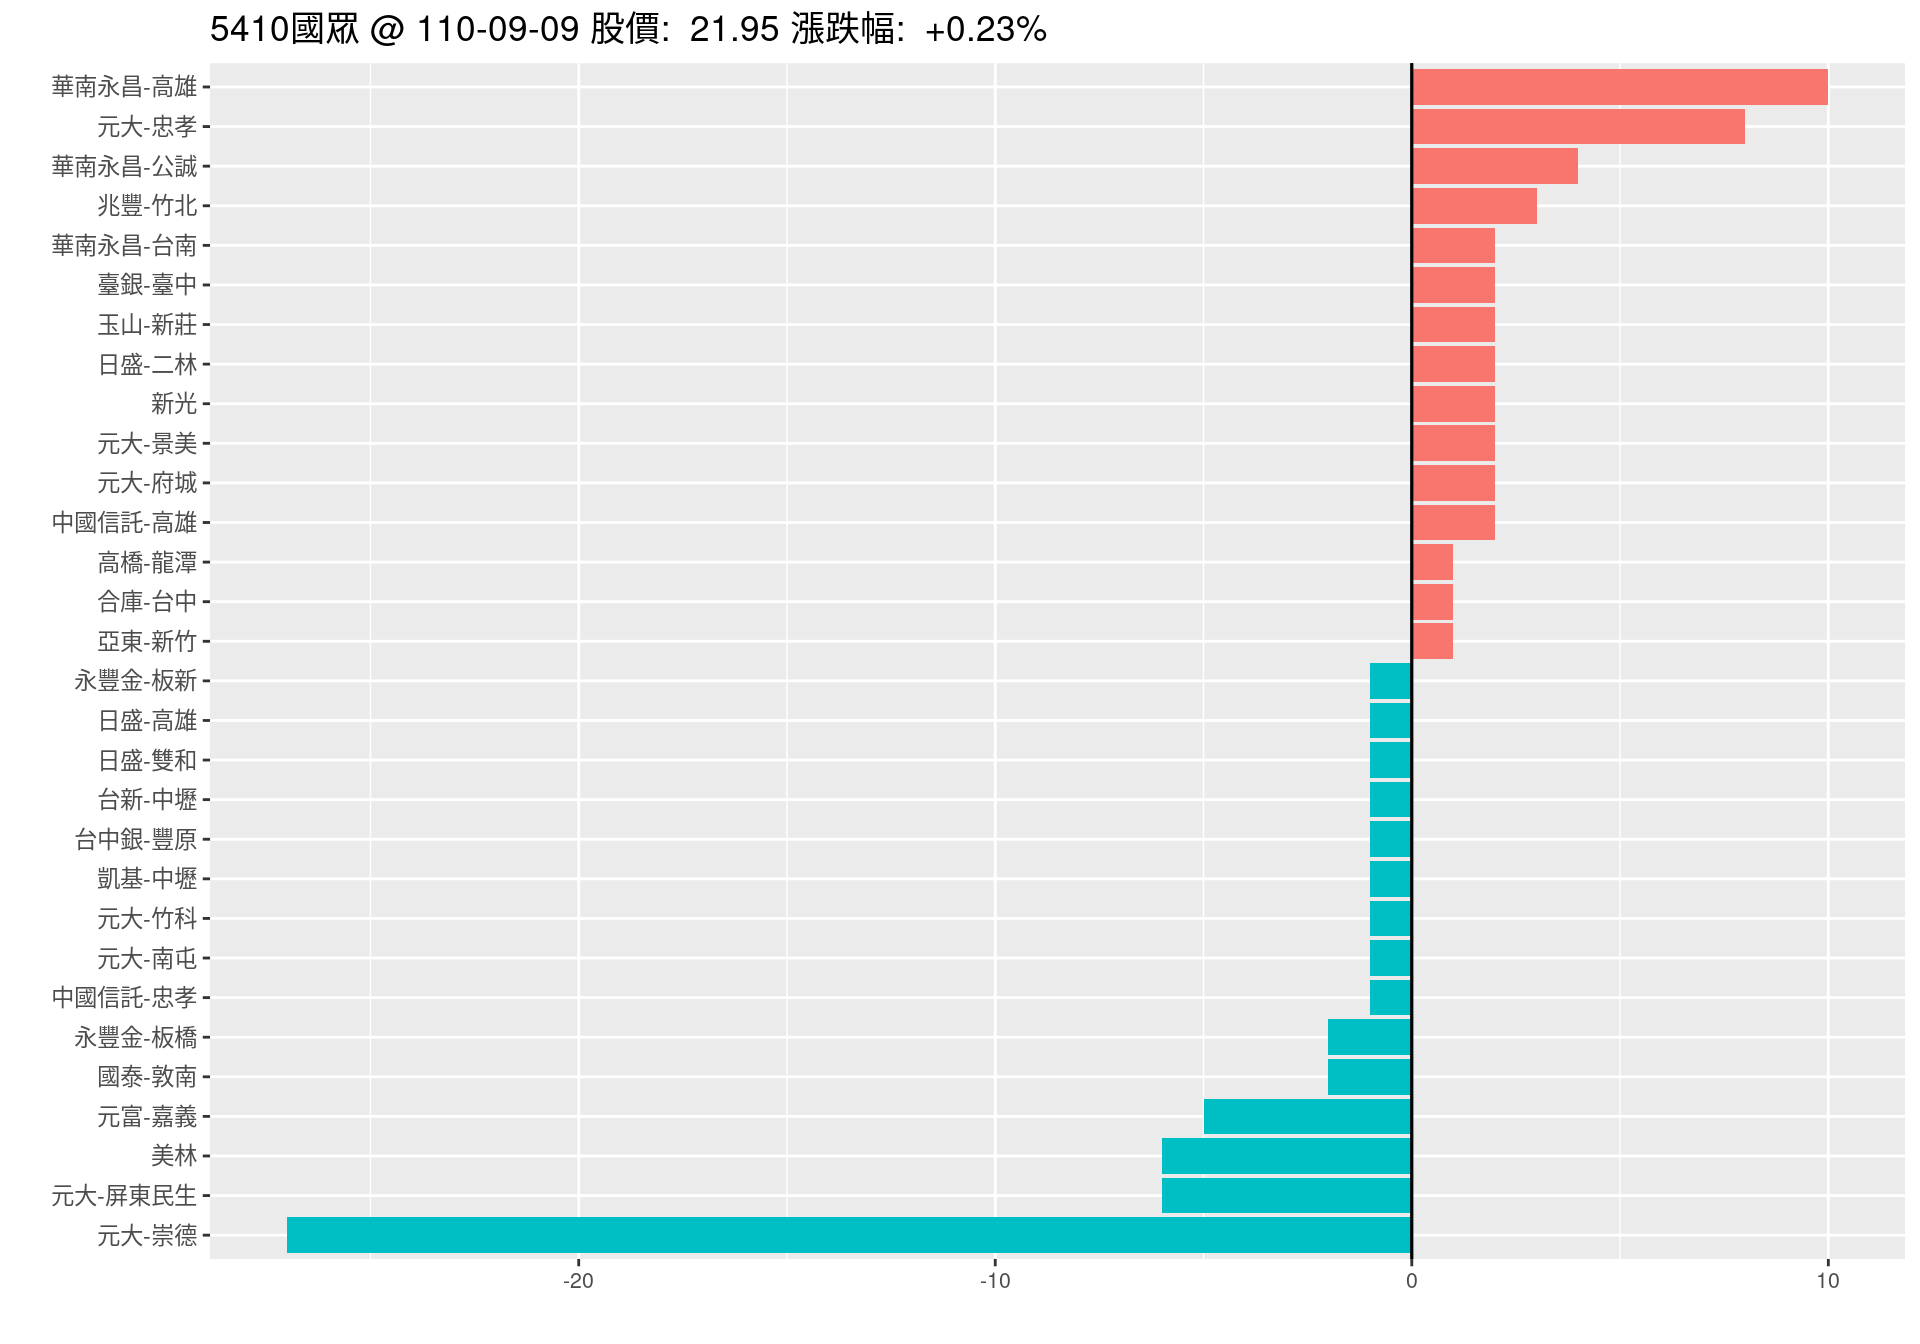 5410國眾 @ 110-09-09 股價: 21.95 漲跌幅: +0.23%
華南永昌-高雄
元大-忠孝
華南永昌-公誠
兆豐-竹北
華南永昌-台南
臺銀-臺中
玉山-新莊
日盛-二林
新光
元大-景美
元大-府城
中國信託-高雄
高橋-龍潭
合庫-台中
亞東-新竹
永豐金-板新
日盛-高雄
日盛-雙和
台新-中壢
台中銀-豐原
凱基-中壢
元大-竹科
元大-南屯
中國信託-忠孝
永豐金-板橋
國泰-敦南
元富-嘉義
美林
元大-屏東民生
元大-崇德
-20 -10 0 10